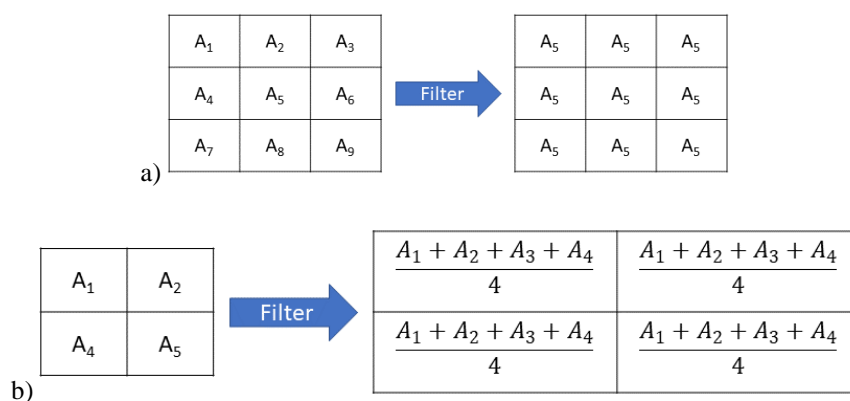 A₁ A₂ A₃ A₅ A₅ A₅
A₄ A₅ A₆ Filter A₅ A₅ A₅
A₇ A₈ A₉ A₅ A₅ A₅
a)
A₁ A₂ (A₁ + A₂ + A₃ + A₄)/4 (A₁ + A₂ + A₃ + A₄)/4
Filter
A₄ A₅ (A₁ + A₂ + A₃ + A₄)/4 (A₁ + A₂ + A₃ + A₄)/4
b)